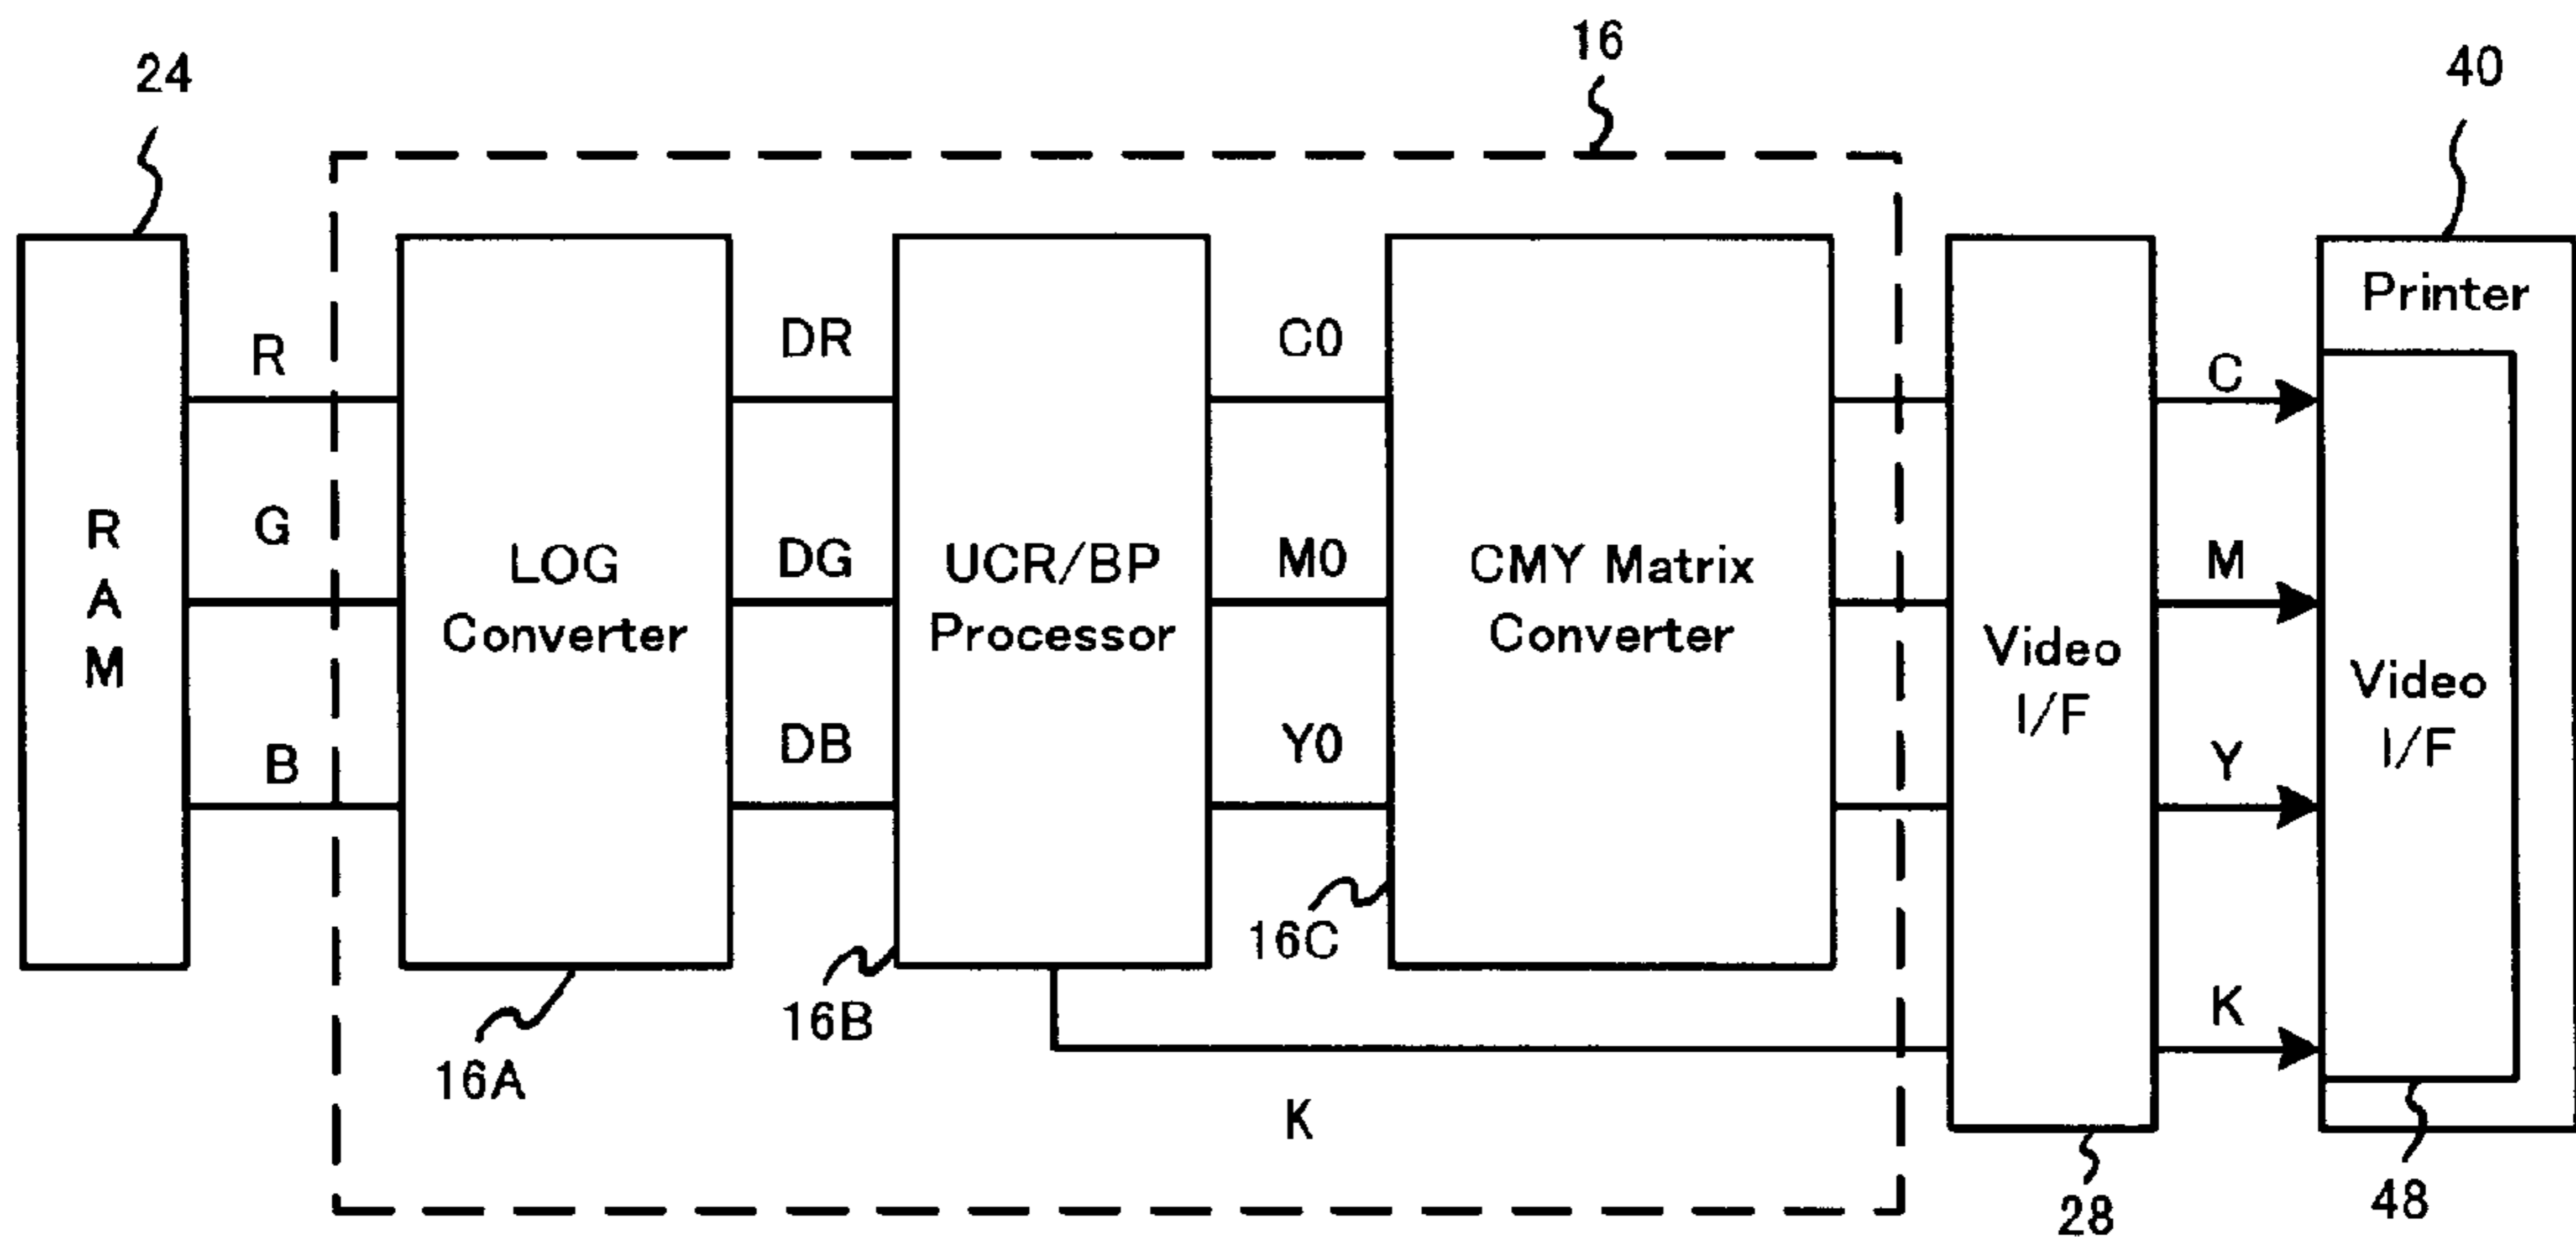 16
24
40
Printer
R
DR
C0
C
G
DG
M0
M
B
DB
Y0
Y
K
R
A
M
LOG
Converter
UCR/BP
Processor
CMY Matrix
Converter
Video
I/F
Video
I/F
16A
16B
16C
K
28
48